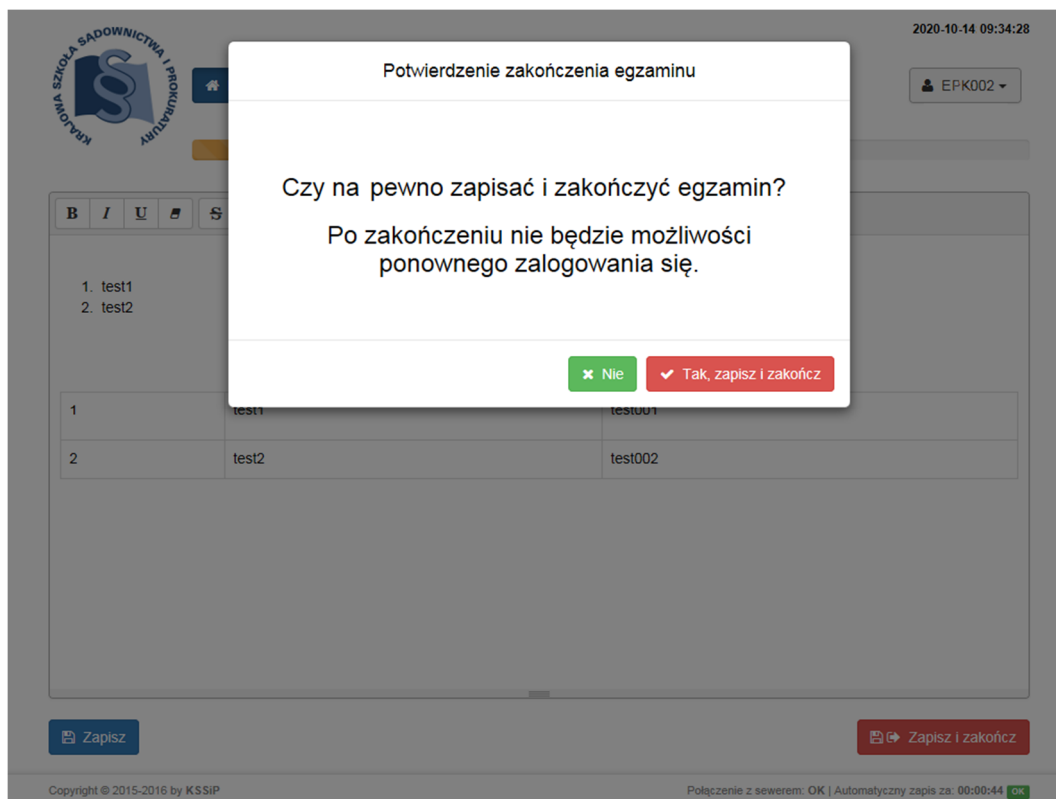 KRAJOWA SZKOŁA SĄDOWNICTWA I PROKURATURY
2020-10-14 09:34:28
EPK002
Potwierdzenie zakończenia egzaminu
Czy na pewno zapisać i zakończyć egzamin?
Po zakończeniu nie będzie możliwości
ponownego zalogowania się.
Nie
Tak, zapisz i zakończ
B I U S
1. test1
2. test2
1 test1 test001
2 test2 test002
Zapisz
Zapisz i zakończ
Copyright © 2015-2016 by KSSiP
Połączenie z sewerem: OK | Automatyczny zapis za: 00:00:44 OK